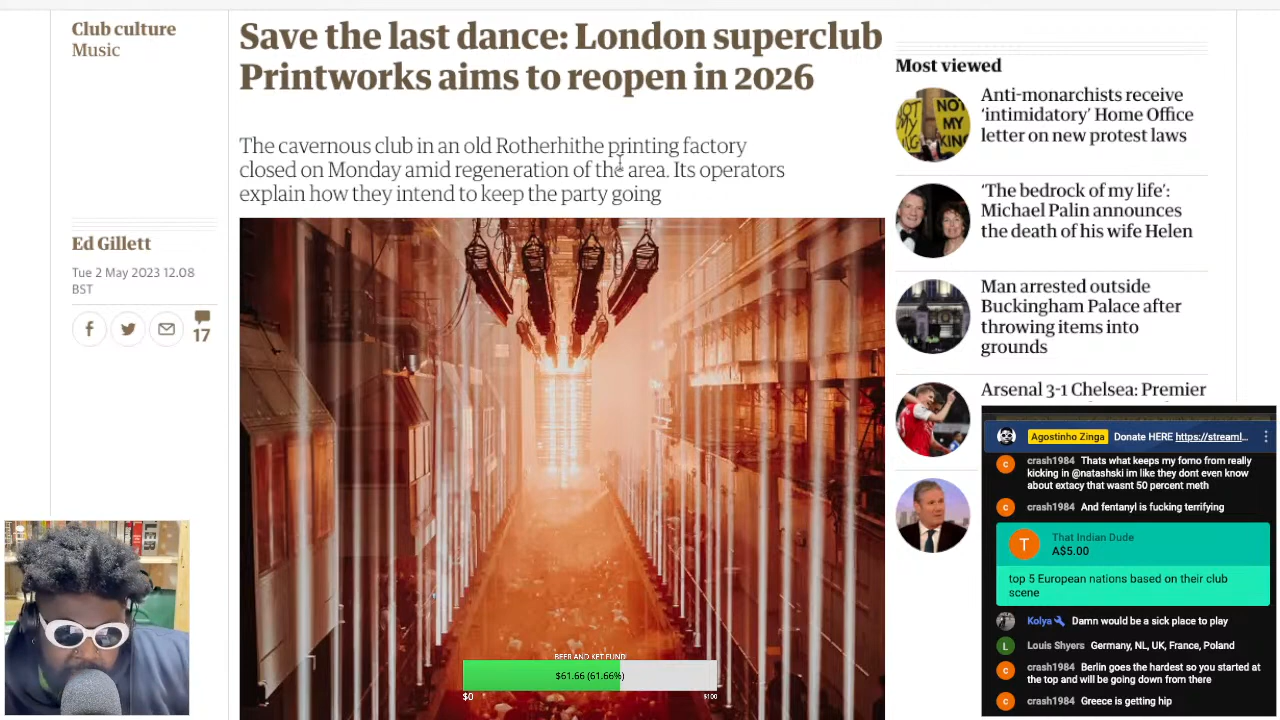 Club culture
Music
Save the last dance: London superclub
Printworks aims to reopen in 2026
The cavernous club in an old Rotherhithe printing factory
closed on Monday amid regeneration of the area. Its operators
explain how they intend to keep the party going
Ed Gillett
Tue 2 May 2023 12.08
BST
17
Most viewed
Anti-monarchists receive
‘intimidatory’ Home Office
letter on new protest laws
‘The bedrock of my life’:
Michael Palin announces
the death of his wife Helen
Man arrested outside
Buckingham Palace after
throwing items into
grounds
Arsenal 3-1 Chelsea: Premier
NOT
MY
KING
Agostinho Zinga Donate HERE https://streaml...
crash1984 Thats what keeps my fomo from really
kicking in @natashski im like they dont even know
about extacy that wasnt 50 percent meth
crash1984 And fentanyl is fucking terrifying
T
That Indian Dude
A$5.00
top 5 European nations based on their club
scene
Kolya Damn would be a sick place to play
L Louis Shyers Germany, NL, UK, France, Poland
crash1984 Berlin goes the hardest so you started at
the top and will be going down from there
crash1984 Greece is getting hip
BEER AND KET FUND!
$61.66 (61.66%)
$0
$100